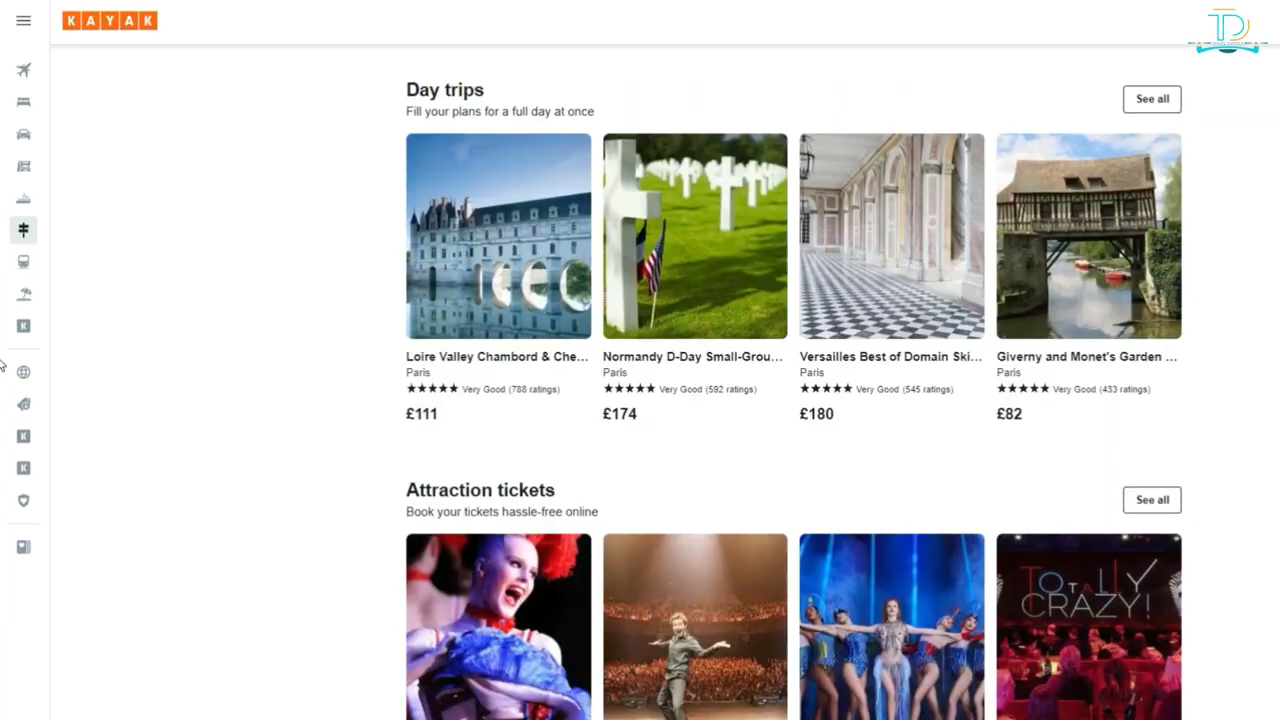 KAYAK
TD
Day trips
Fill your plans for a full day at once
See all
Loire Valley Chambord & Che...
Paris
★★★★★ Very Good (788 ratings)
£111
Normandy D-Day Small-Grou...
Paris
★★★★★ Very Good (592 ratings)
£174
Versailles Best of Domain Ski...
Paris
★★★★★ Very Good (545 ratings)
£180
Giverny and Monet's Garden ...
Paris
★★★★★ Very Good (433 ratings)
£82
Attraction tickets
Book your tickets hassle-free online
See all
TOTALLY
CRAZY!
K
K
K